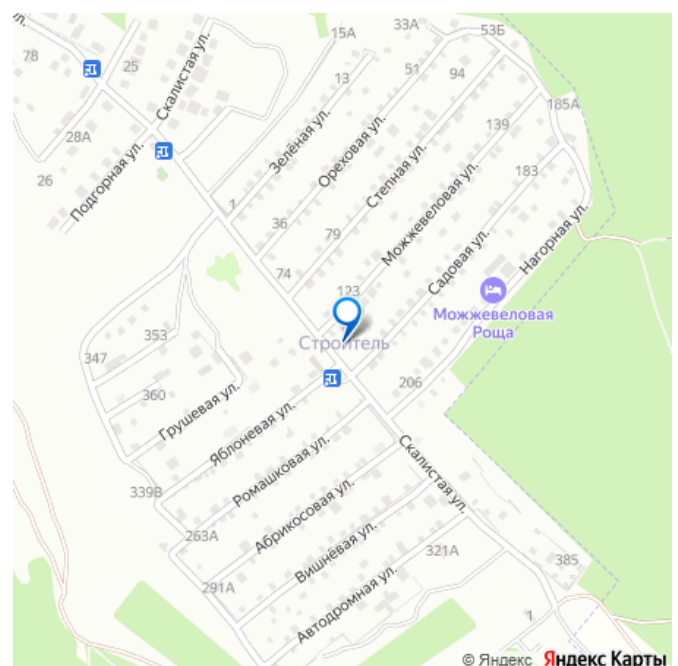 33А
53Б
15А
78
25
51
94
13
185А
139
183
28А
26
Скалистая ул.
Подгорная ул.
Зелёная ул.
Ореховая ул.
Степная ул.
Можжевеловая ул.
Садовая ул.
Нагорная ул.
1
36
79
74
123
Можжевеловая
Роща
Строитель
353
347
360
206
Грушевая ул.
Яблоневая ул.
Ромашковая ул.
Скалистая ул.
339В
263А
Абрикосовая ул.
Вишнёвая ул.
321А
385
291А
Автодромная ул.
1
© Яндекс Яндекс Карты